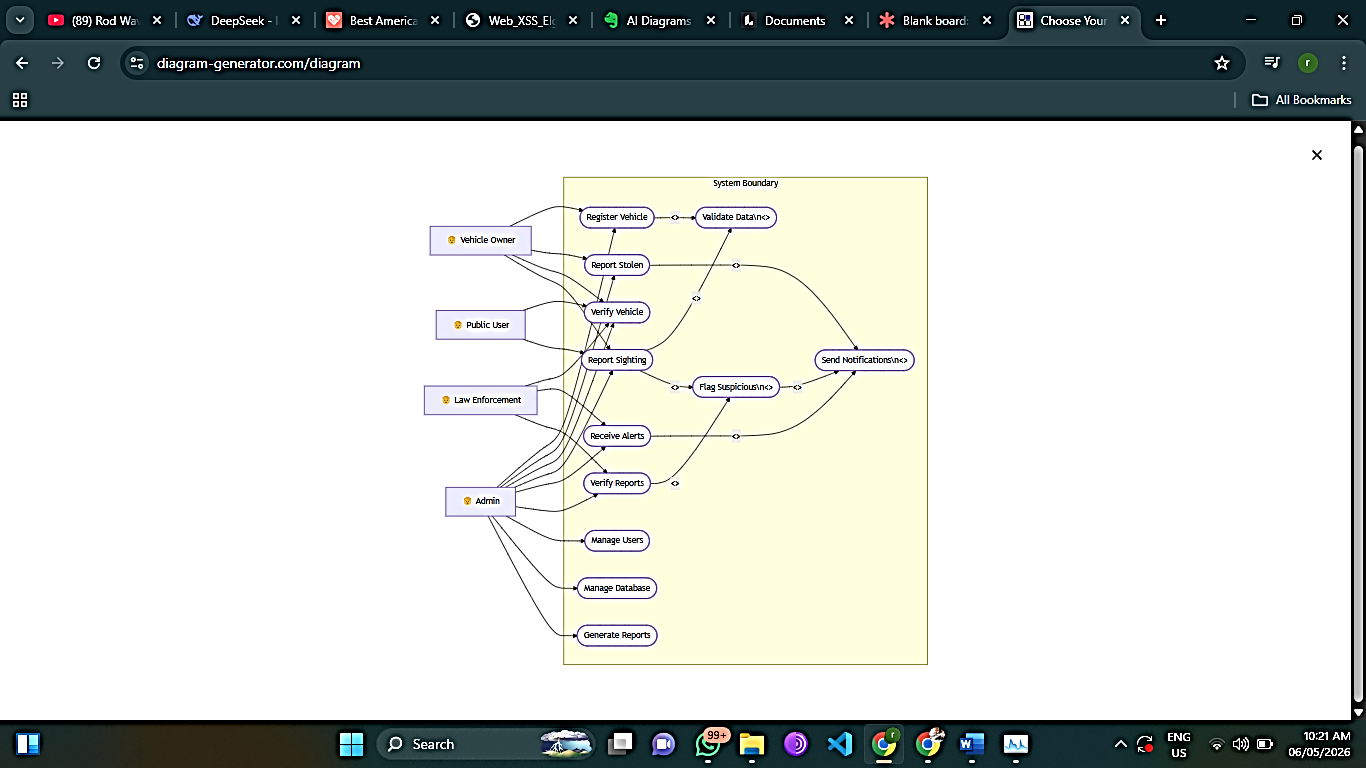 (89) Rod Wav
DeepSeek -
Best America
Web_XSS_Elg
AI Diagrams
Documents
Blank board
Choose Your
diagram-generator.com/diagram
All Bookmarks
System Boundary
Register Vehicle
<>
Validate Data\n<>
Vehicle Owner
Report Stolen
<>
<>
Verify Vehicle
Public User
Report Sighting
Send Notifications\n<>
<>
Flag Suspicious\n<>
<>
Law Enforcement
Receive Alerts
<>
Verify Reports
<>
Admin
Manage Users
Manage Database
Generate Reports
Search
99+
r
ENG
US
10:21 AM
06/05/2026